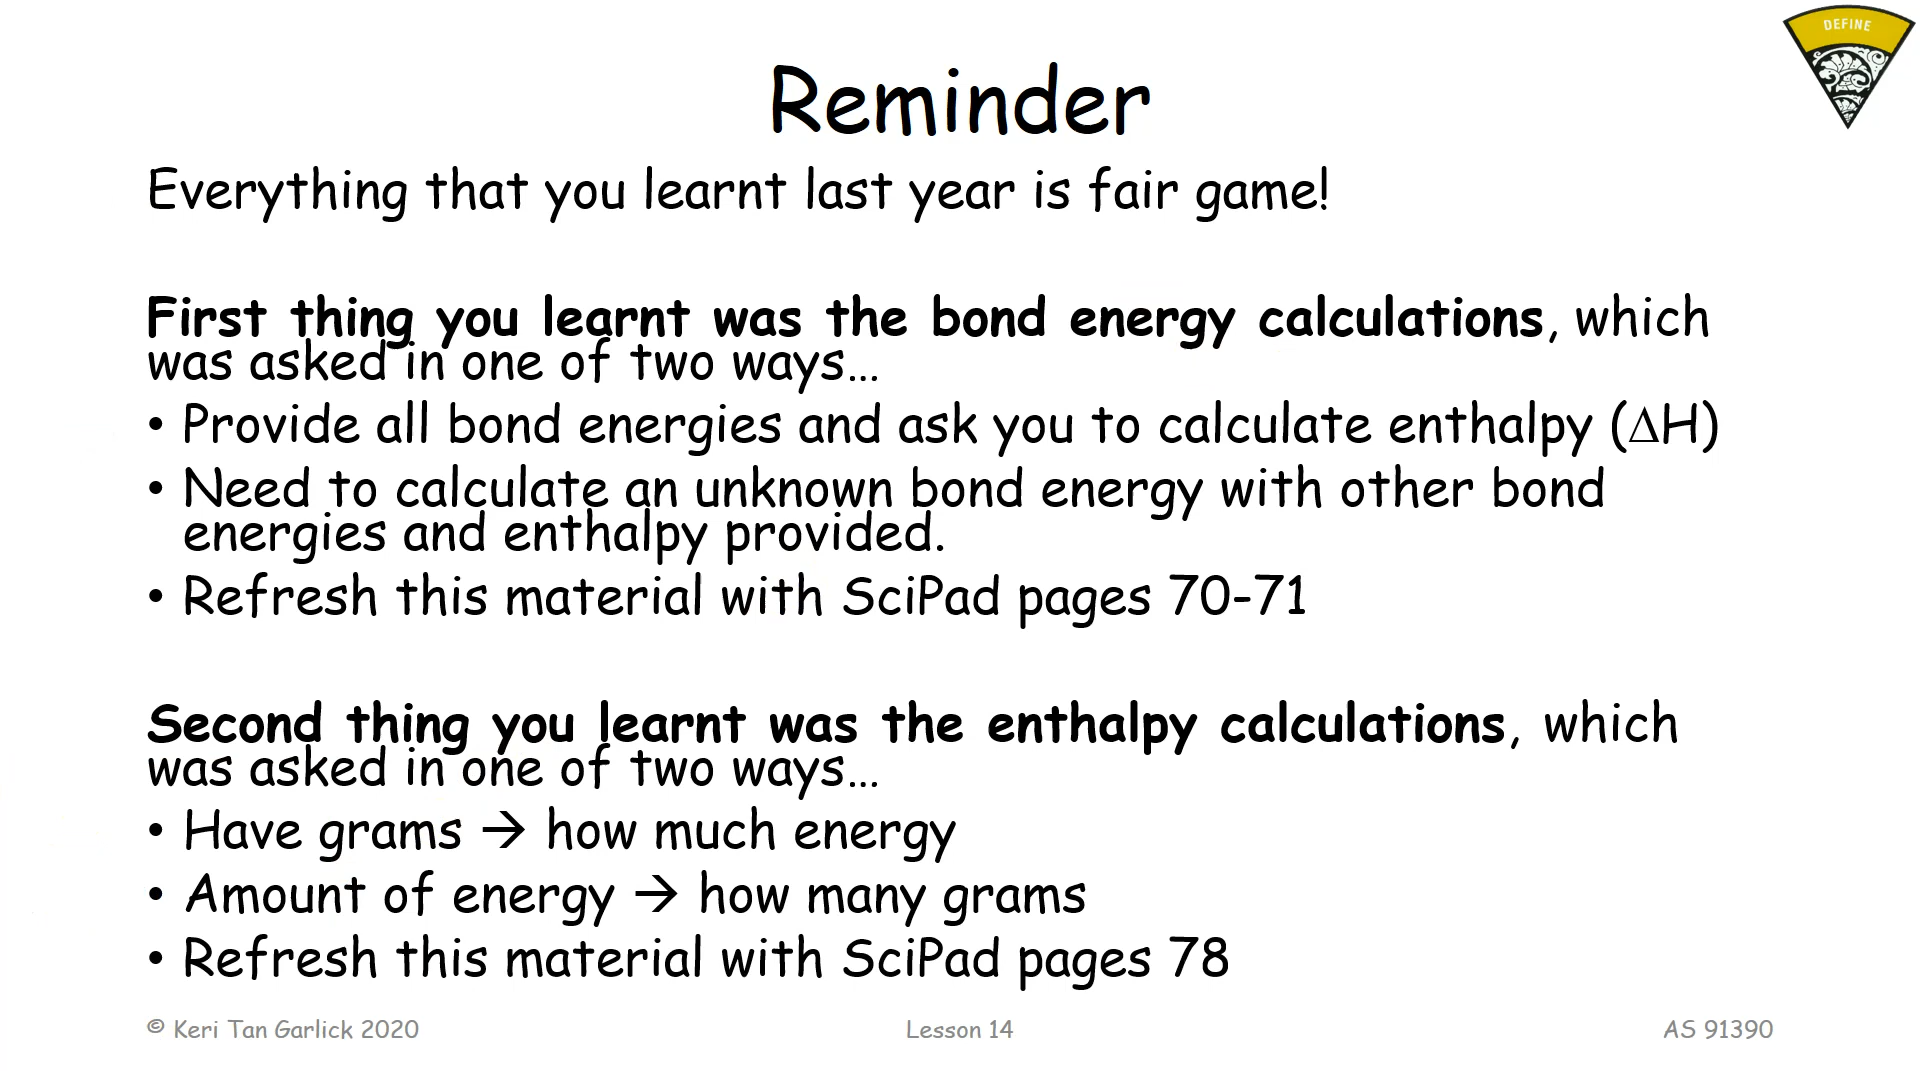 DEFINE
Reminder
Everything that you learnt last year is fair game!
First thing you learnt was the bond energy calculations, which
was asked in one of two ways...
• Provide all bond energies and ask you to calculate enthalpy (∆H)
• Need to calculate an unknown bond energy with other bond
energies and enthalpy provided.
• Refresh this material with SciPad pages 70-71
Second thing you learnt was the enthalpy calculations, which
was asked in one of two ways...
• Have grams → how much energy
• Amount of energy → how many grams
• Refresh this material with SciPad pages 78
© Keri Tan Garlick 2020
Lesson 14
AS 91390